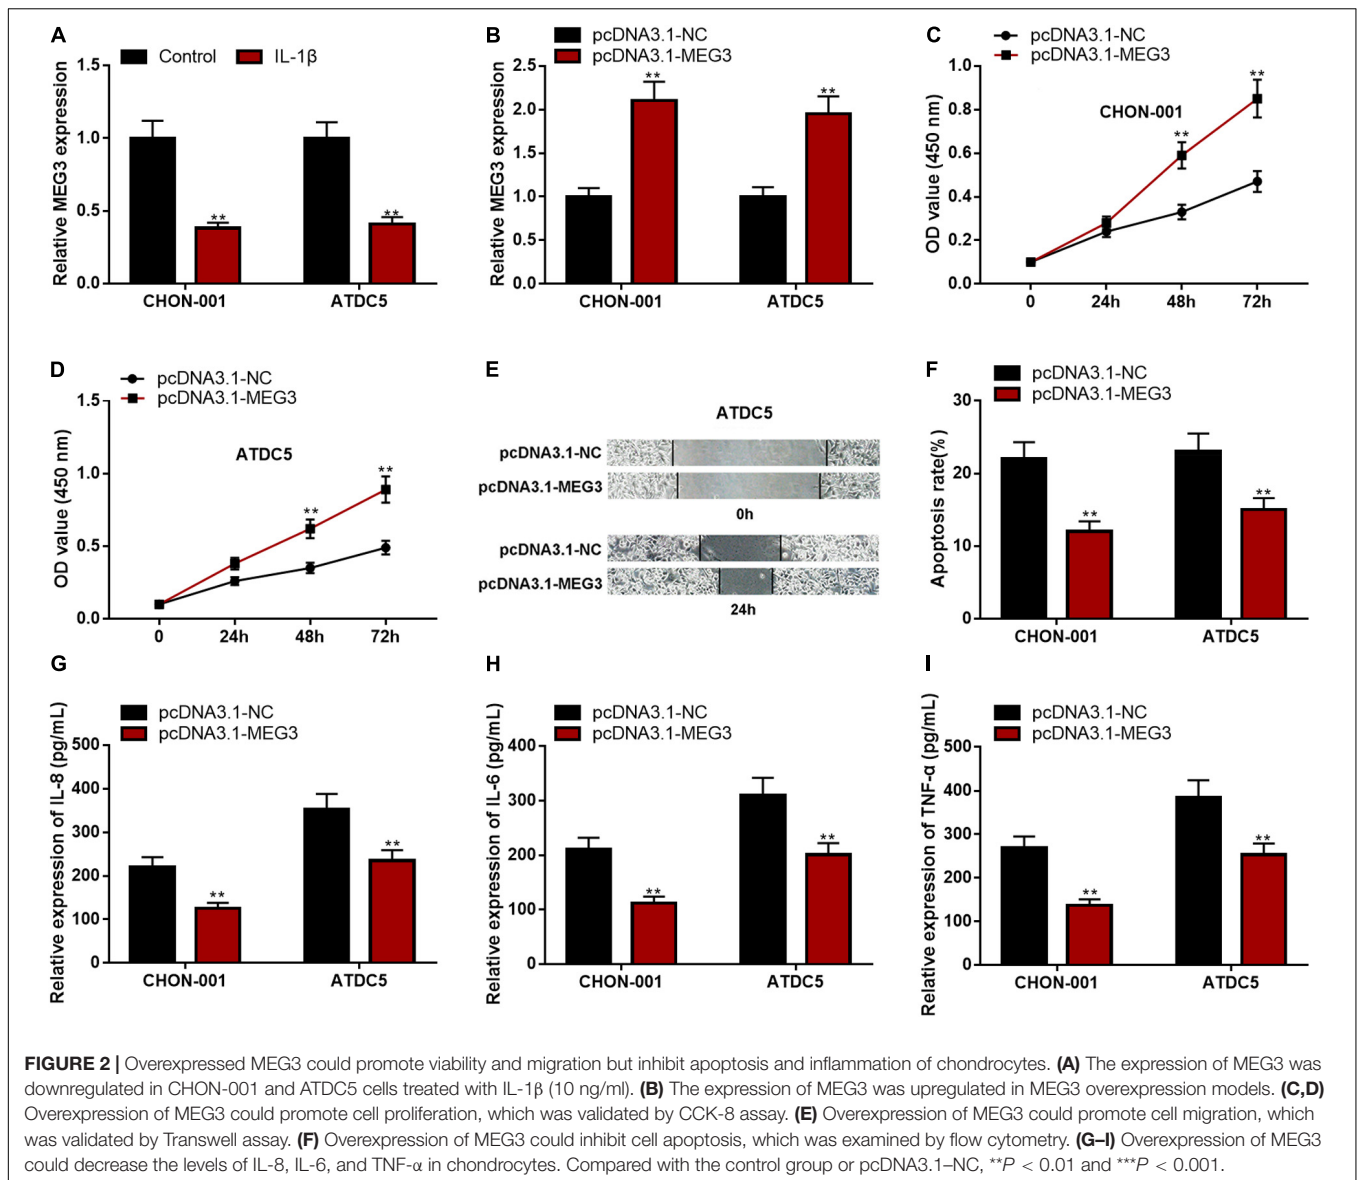 A
Control IL-1β
Relative MEG3 expression
1.5
1.0
0.5
0.0
** **
CHON-001 ATDC5
B
pcDNA3.1-NC
pcDNA3.1-MEG3
Relative MEG3 expression
2.5
2.0
1.5
1.0
0.5
0.0
** **
CHON-001 ATDC5
C
pcDNA3.1-NC
pcDNA3.1-MEG3
CHON-001
OD value (450 nm)
1.0
0.8
0.6
0.4
0.2
0.0
** **
0 24h 48h 72h
D
pcDNA3.1-NC
pcDNA3.1-MEG3
ATDC5
OD value (450 nm)
1.5
1.0
0.5
0.0
** **
0 24h 48h 72h
E
ATDC5
pcDNA3.1-NC
pcDNA3.1-MEG3
0h
pcDNA3.1-NC
pcDNA3.1-MEG3
24h
F
pcDNA3.1-NC
pcDNA3.1-MEG3
Apoptosis rate(%)
30
20
10
0
** **
CHON-001 ATDC5
G
pcDNA3.1-NC
pcDNA3.1-MEG3
Relative expression of IL-8 (pg/mL)
500
400
300
200
100
0
** **
CHON-001 ATDC5
H
pcDNA3.1-NC
pcDNA3.1-MEG3
Relative expression of IL-6 (pg/mL)
400
300
200
100
0
** **
CHON-001 ATDC5
I
pcDNA3.1-NC
pcDNA3.1-MEG3
Relative expression of TNF-α (pg/mL)
500
400
300
200
100
0
** **
CHON-001 ATDC5
FIGURE 2 | Overexpressed MEG3 could promote viability and migration but inhibit apoptosis and inflammation of chondrocytes. (A) The expression of MEG3 was
downregulated in CHON-001 and ATDC5 cells treated with IL-1β (10 ng/ml). (B) The expression of MEG3 was upregulated in MEG3 overexpression models. (C,D)
Overexpression of MEG3 could promote cell proliferation, which was validated by CCK-8 assay. (E) Overexpression of MEG3 could promote cell migration, which
was validated by Transwell assay. (F) Overexpression of MEG3 could inhibit cell apoptosis, which was examined by flow cytometry. (G–I) Overexpression of MEG3
could decrease the levels of IL-8, IL-6, and TNF-α in chondrocytes. Compared with the control group or pcDNA3.1–NC, **P < 0.01 and ***P < 0.001.